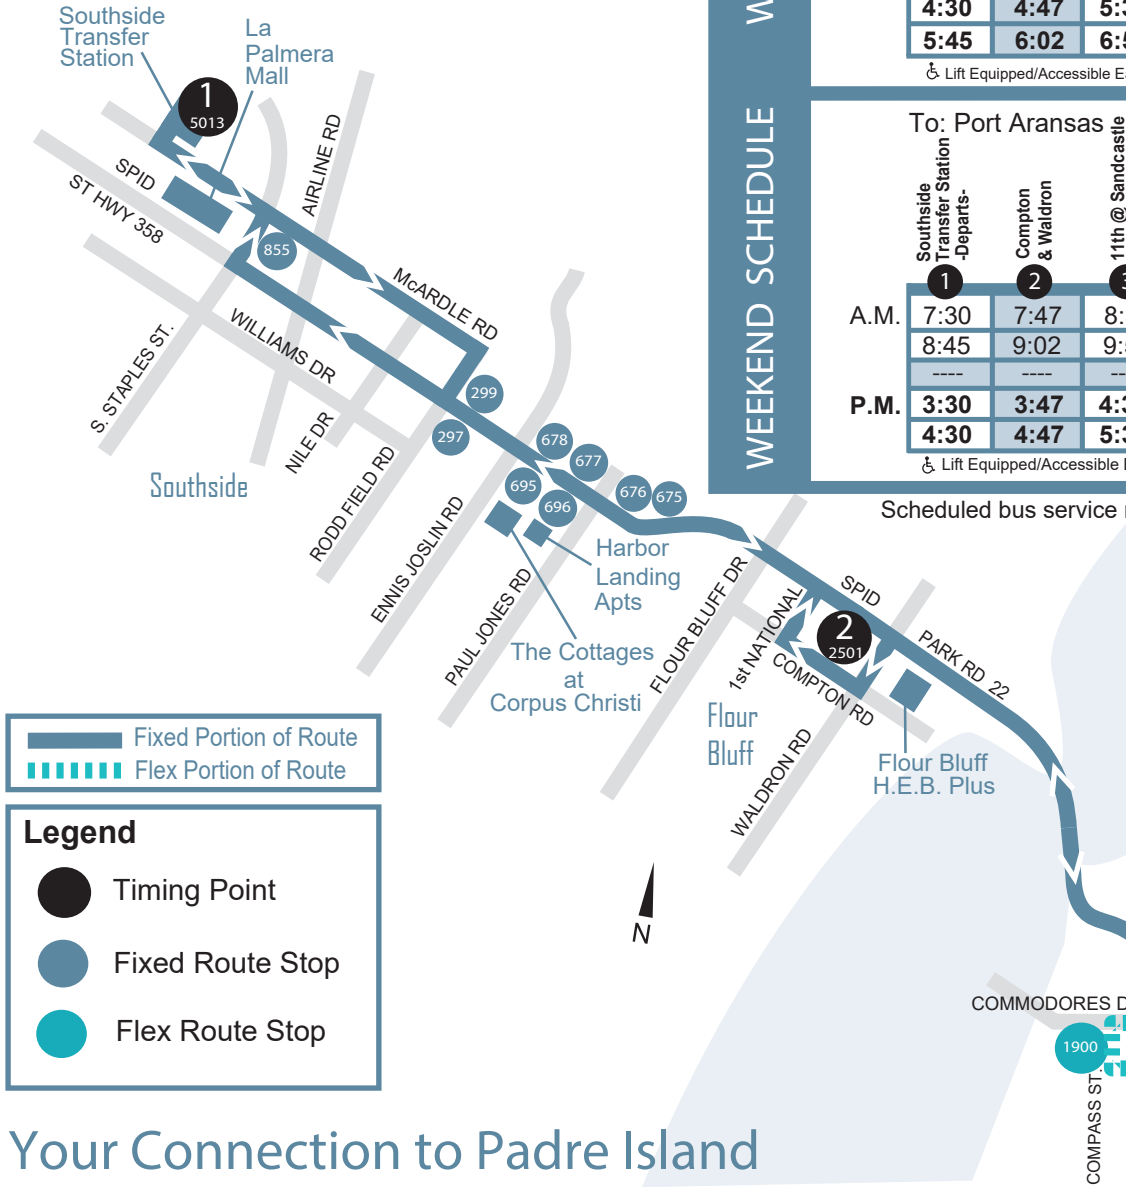 Southside
Transfer
Station
La
Palmera
Mall
1
5013
SPID
ST HWY 358
AIRLINE RD
855
McARDLE RD
WILLIAMS DR
S. STAPLES ST.
NILE DR
299
297
RODD FIELD RD
Southside
678
677
695
696
676
675
ENNIS JOSLIN RD
PAUL JONES RD
Harbor
Landing
Apts
The Cottages
at
Corpus Christi
FLOUR BLUFF DR
1st NATIONAL
SPID
2
2501
COMPTON RD
PARK RD 22
Flour
Bluff
WALDRON RD
Flour Bluff
H.E.B. Plus
4:30 4:47
5:45 6:02
Lift Equipped/Accessible
WEEKEND SCHEDULE
To: Port Aransas
Southside
Transfer Station
-Departs-
Compton
& Waldron
11th @ Sandcastle
1 2
A.M. 7:30 7:47
8:45 9:02
---- ----
P.M. 3:30 3:47
4:30 4:47
Lift Equipped/Accessible
Scheduled bus service
Fixed Portion of Route
Flex Portion of Route
Legend
Timing Point
Fixed Route Stop
Flex Route Stop
N
COMMODORES
1900
COMPASS ST.
Your Connection to Padre Island